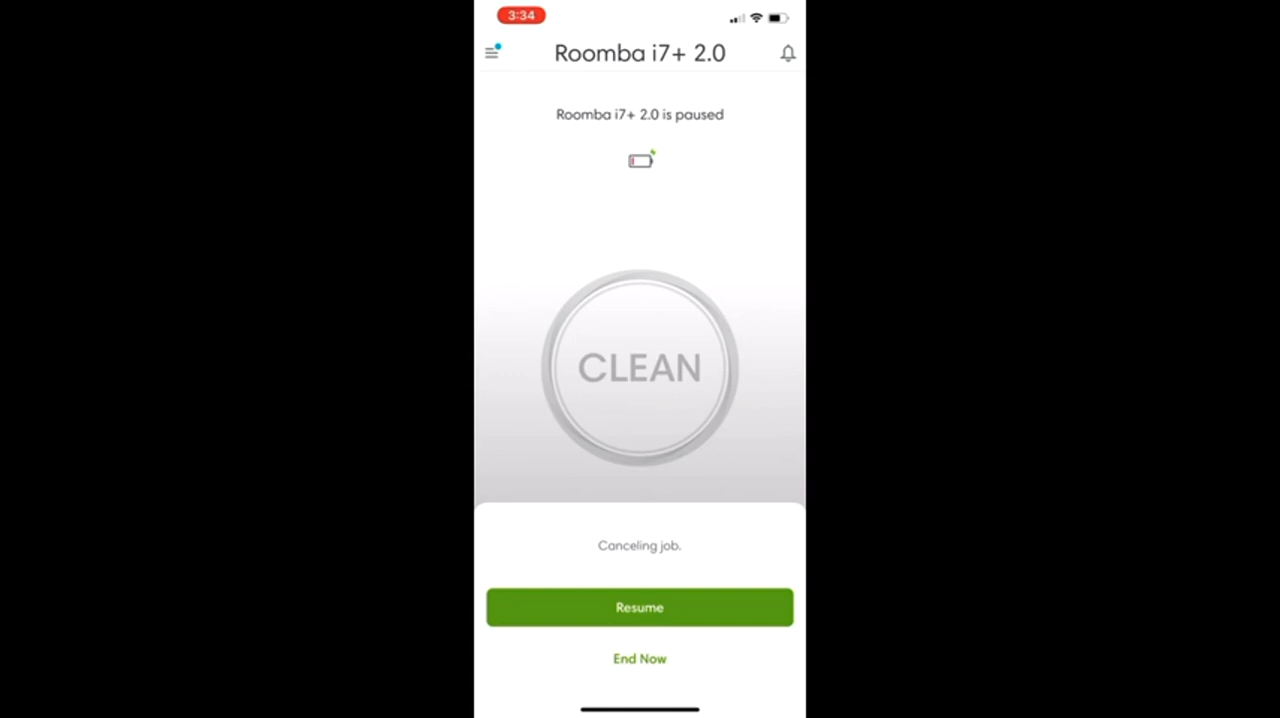 3:34
Roomba i7+ 2.0
Roomba i7+ 2.0 is paused
CLEAN
Canceling job.
Resume
End Now